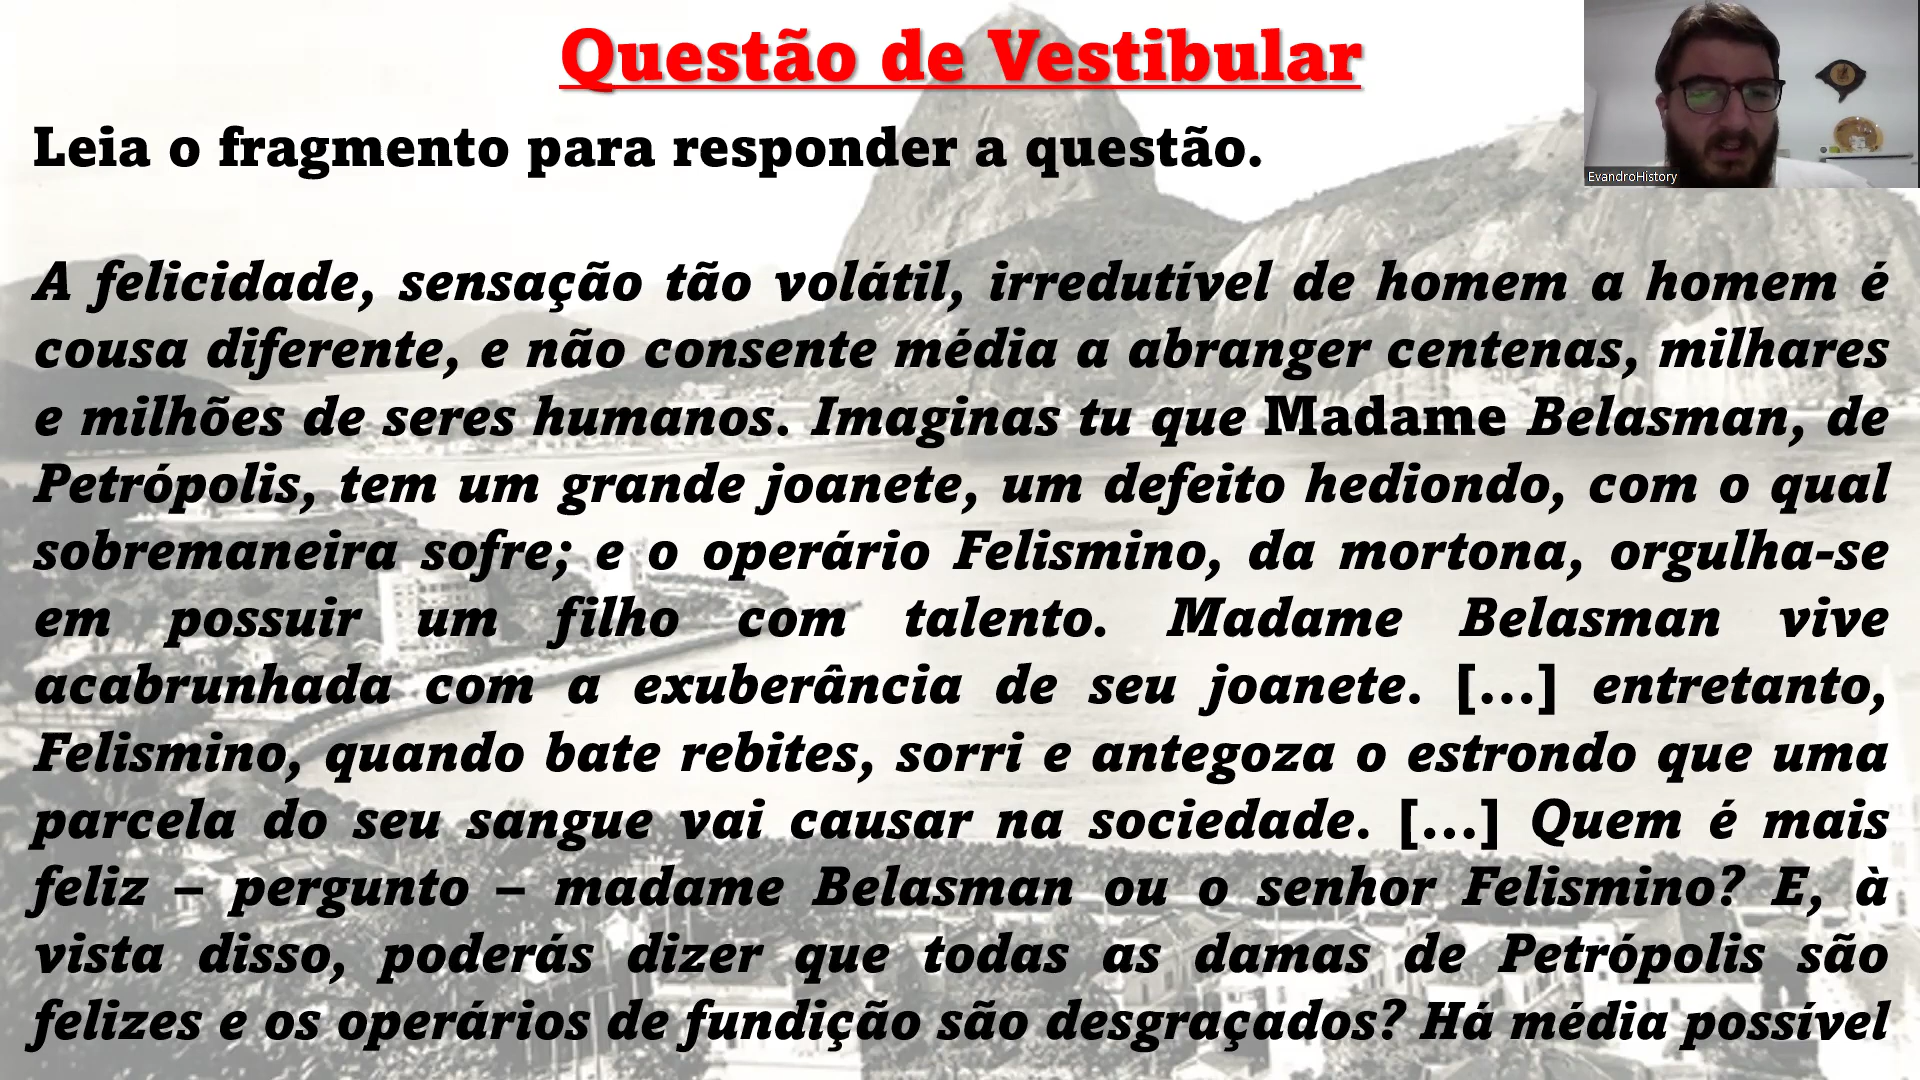 Questão de Vestibular
EvandroHistory
Leia o fragmento para responder a questão.
A felicidade, sensação tão volátil, irredutível de homem a homem é
cousa diferente, e não consente média a abranger centenas, milhares
e milhões de seres humanos. Imaginas tu que Madame Belasman, de
Petrópolis, tem um grande joanete, um defeito hediondo, com o qual
sobremaneira sofre; e o operário Felismino, da mortona, orgulha-se
em possuir um filho com talento. Madame Belasman vive
acabrunhada com a exuberância de seu joanete. [...] entretanto,
Felismino, quando bate rebites, sorri e antegoza o estrondo que uma
parcela do seu sangue vai causar na sociedade. [...] Quem é mais
feliz – pergunto – madame Belasman ou o senhor Felismino? E, à
vista disso, poderás dizer que todas as damas de Petrópolis são
felizes e os operários de fundição são desgraçados? Há média possível